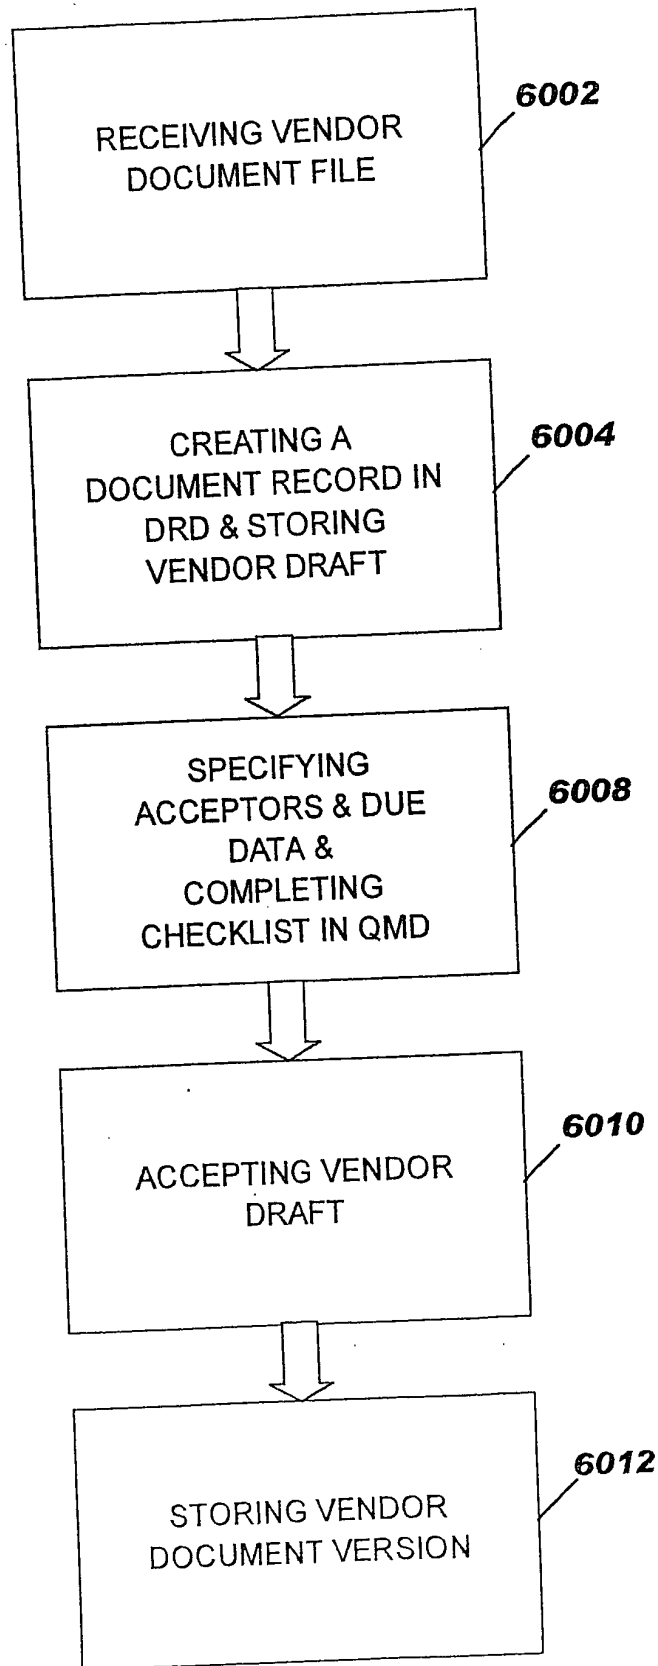 6002
RECEIVING VENDOR
DOCUMENT FILE
6004
CREATING A
DOCUMENT RECORD IN
DRD & STORING
VENDOR DRAFT
6008
SPECIFYING
ACCEPTORS & DUE
DATA &
COMPLETING
CHECKLIST IN QMD
6010
ACCEPTING VENDOR
DRAFT
6012
STORING VENDOR
DOCUMENT VERSION